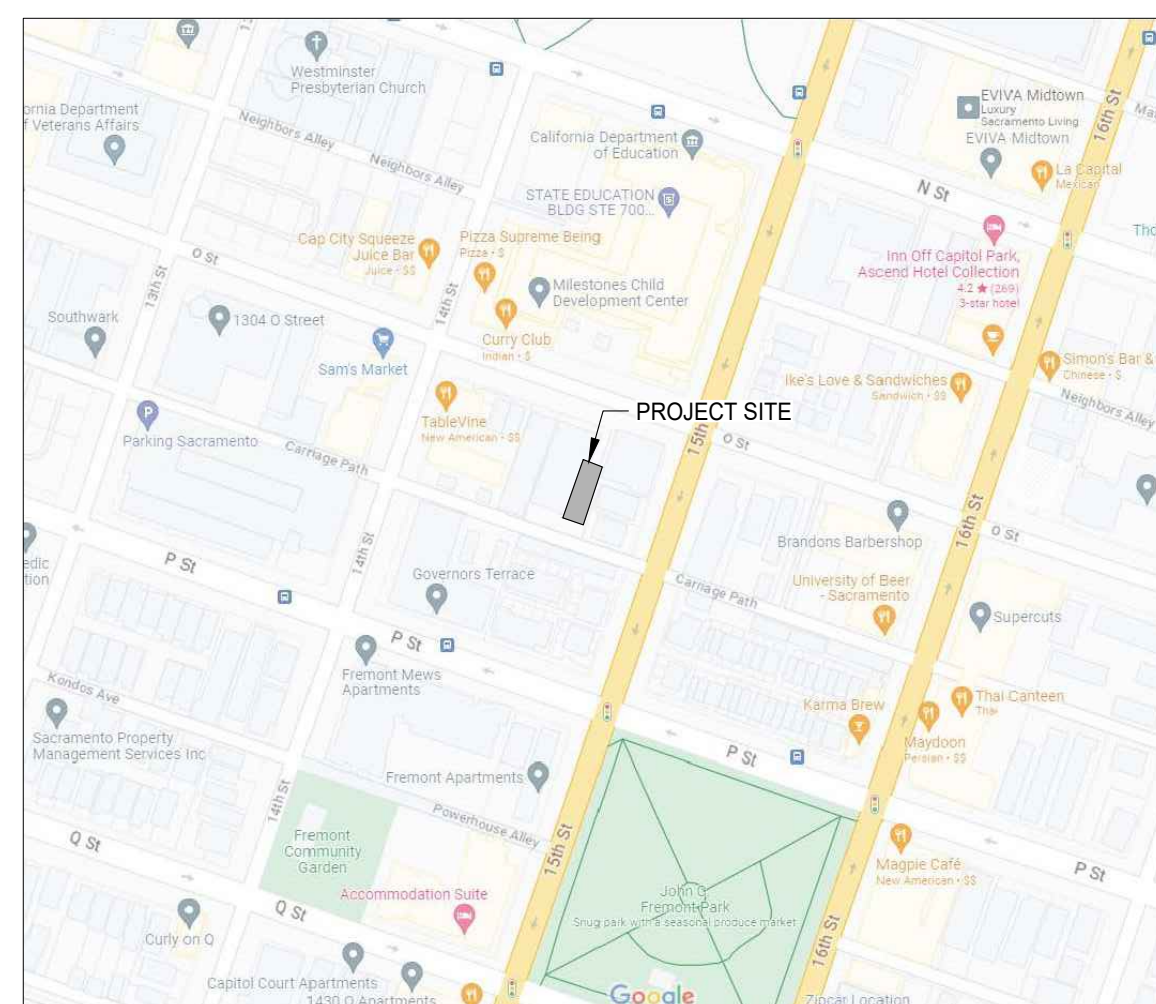 Westminster
Presbyterian Church
ornia Department
f Veterans Affairs
Neighbors Alley
Neighbors Alley
California Department
of Education
STATE EDUCATION
BLDG STE 700...
EVIVA Midtown
Luxury
Sacramento Living
EVIVA Midtown
16th St
La Capital
Mexican
N St
Inn Off Capitol Park,
Ascend Hotel Collection
4.2 ★ (269)
3-star hotel
Cap City Squeeze
Juice Bar
Juice • $$
Pizza Supreme Being
Pizza • $
O St
13th St
14th St
Milestones Child
Development Center
Southwark
1304 O Street
Curry Club
Indian • $
Sam's Market
Simon's Bar &
Chinese • $
Ike's Love & Sandwiches
Sandwich • $$
Neighbors Alley
TableVine
New American • $$
PROJECT SITE
15th
O St
P
Parking Sacramento
Carriage Path
16th St
O St
Brandons Barbershop
14th St
P St
Governors Terrace
Carriage Path
University of Beer
- Sacramento
Supercuts
P St
Fremont Mews
Apartments
Kondos Ave
Karma Brew
Thai Canteen
Thai
Sacramento Property
Management Services Inc
Maydoon
Persian • $$
P St
Fremont Apartments
14th St
Powerhouse Alley
Fremont
Community
Garden
15th St
Q St
Magpie Café
New American • $$
P St
Accommodation Suite
John C.
Fremont Park
Snug park with a seasonal produce market
Q St
Curly on Q
16th St
Capitol Court Apartments
1430 Q Apartments
Google
Zipcar Location